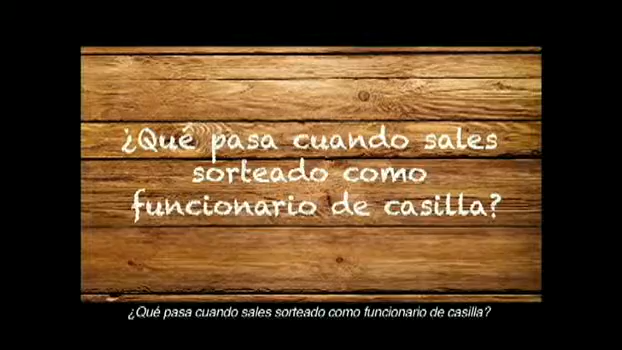 ¿Qué pasa cuando sales
sorteado como
funcionario de casilla?
¿Qué pasa cuando sales sorteado como funcionario de casilla?